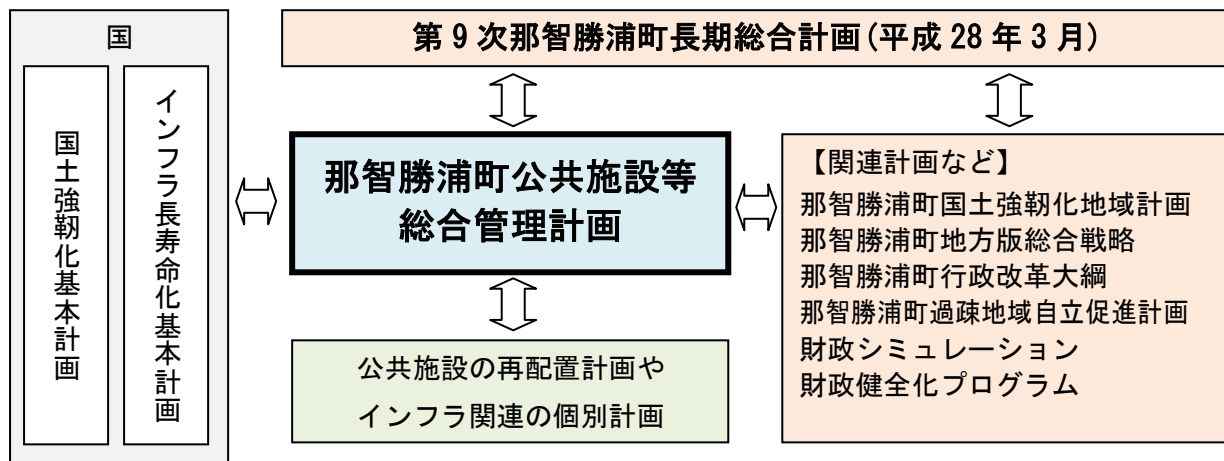 国
国土強靭化基本計画
インフラ長寿命化基本計画
第9次那智勝浦町長期総合計画(平成28年3月)
那智勝浦町公共施設等
総合管理計画
【関連計画など】
那智勝浦町国土強靭化地域計画
那智勝浦町地方版総合戦略
那智勝浦町行政改革大綱
那智勝浦町過疎地域自立促進計画
財政シミュレーション
財政健全化プログラム
公共施設の再配置計画や
インフラ関連の個別計画